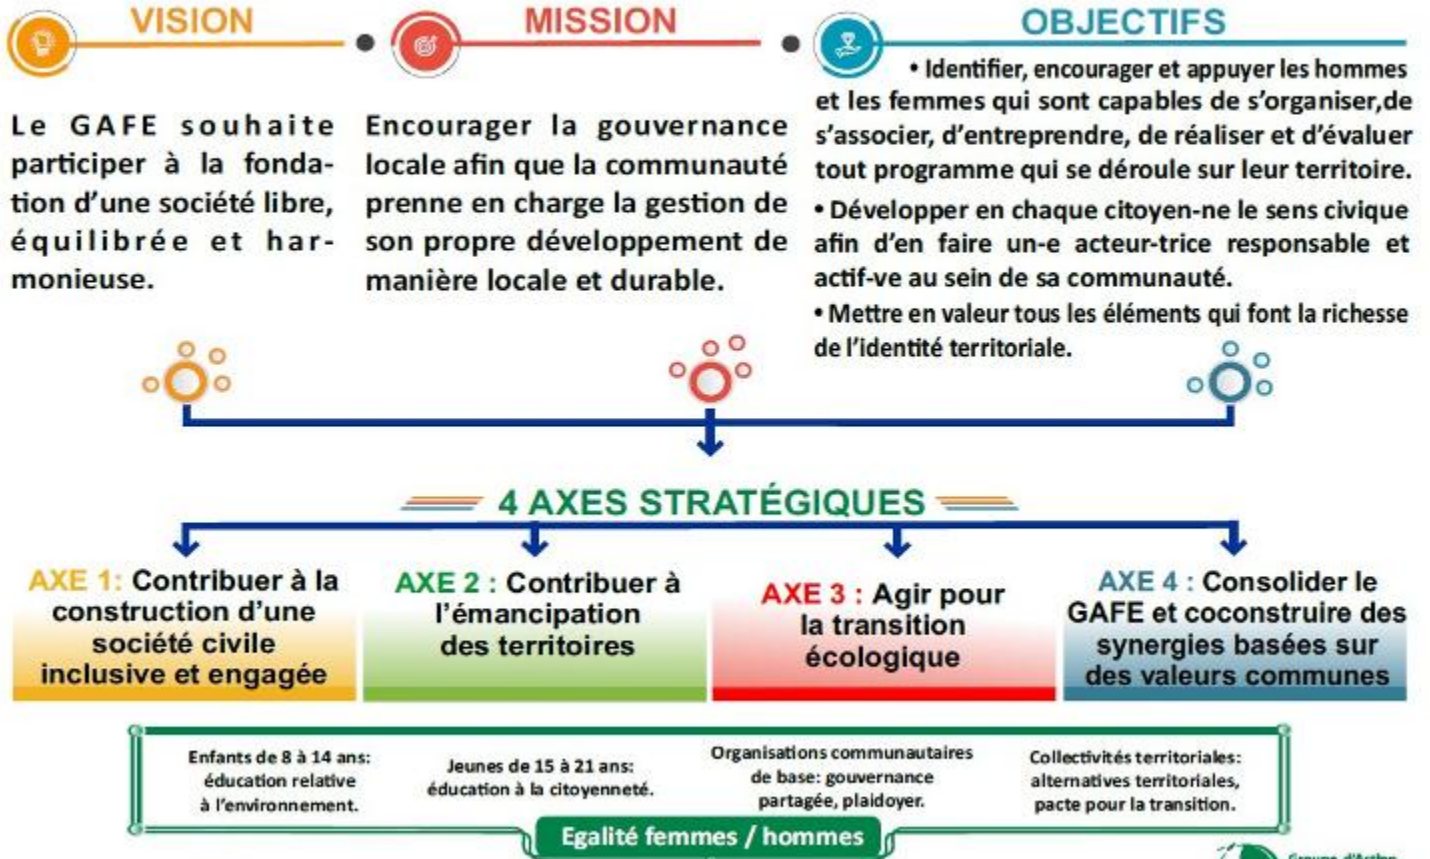 VISION
Le GAFE souhaite
participer à la fonda-
tion d'une société libre,
équilibrée et har-
monieuse.
MISSION
Encourager la gouvernance
locale afin que la communauté
prenne en charge la gestion de
son propre développement de
manière locale et durable.
OBJECTIFS
• Identifier, encourager et appuyer les hommes
et les femmes qui sont capables de s'organiser,de
s'associer, d'entreprendre, de réaliser et d'évaluer
tout programme qui se déroule sur leur territoire.
• Développer en chaque citoyen-ne le sens civique
afin d'en faire un-e acteur-trice responsable et
actif-ve au sein de sa communauté.
• Mettre en valeur tous les éléments qui font la richesse
de l'identité territoriale.
4 AXES STRATÉGIQUES
AXE 1: Contribuer à la
construction d'une
société civile
inclusive et engagée
AXE 2 : Contribuer à
l'émancipation
des territoires
AXE 3 : Agir pour
la transition
écologique
AXE 4 : Consolider le
GAFE et coconstruire des
synergies basées sur
des valeurs communes
Enfants de 8 à 14 ans:
éducation relative
à l'environnement.
Jeunes de 15 à 21 ans:
éducation à la citoyenneté.
Organisations communautaires
de base: gouvernance
partagée, plaidoyer.
Collectivités territoriales:
alternatives territoriales,
pacte pour la transition.
Egalité femmes / hommes
Groupe d'Action